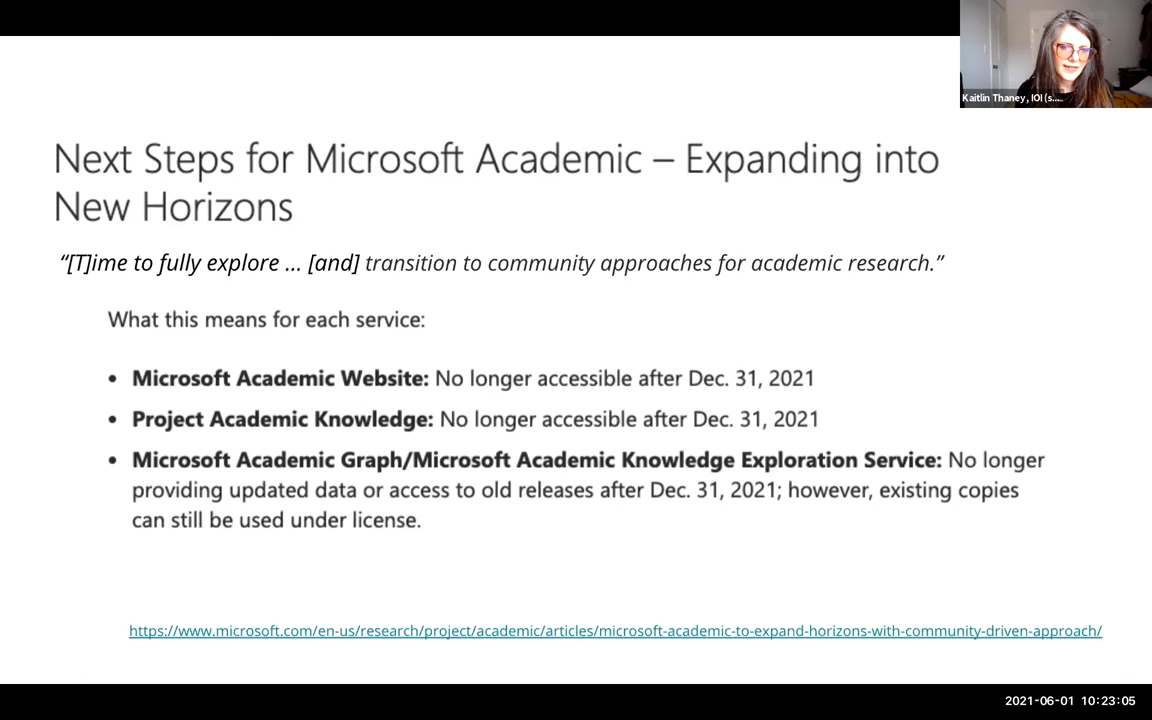 Kaitlin Thaney, IOI (s...
Next Steps for Microsoft Academic – Expanding into
New Horizons
“[T]ime to fully explore ... [and] transition to community approaches for academic research.”
What this means for each service:
• Microsoft Academic Website: No longer accessible after Dec. 31, 2021
• Project Academic Knowledge: No longer accessible after Dec. 31, 2021
• Microsoft Academic Graph/Microsoft Academic Knowledge Exploration Service: No longer
providing updated data or access to old releases after Dec. 31, 2021; however, existing copies
can still be used under license.
https://www.microsoft.com/en-us/research/project/academic/articles/microsoft-academic-to-expand-horizons-with-community-driven-approach/
2021-06-01 10:23:05